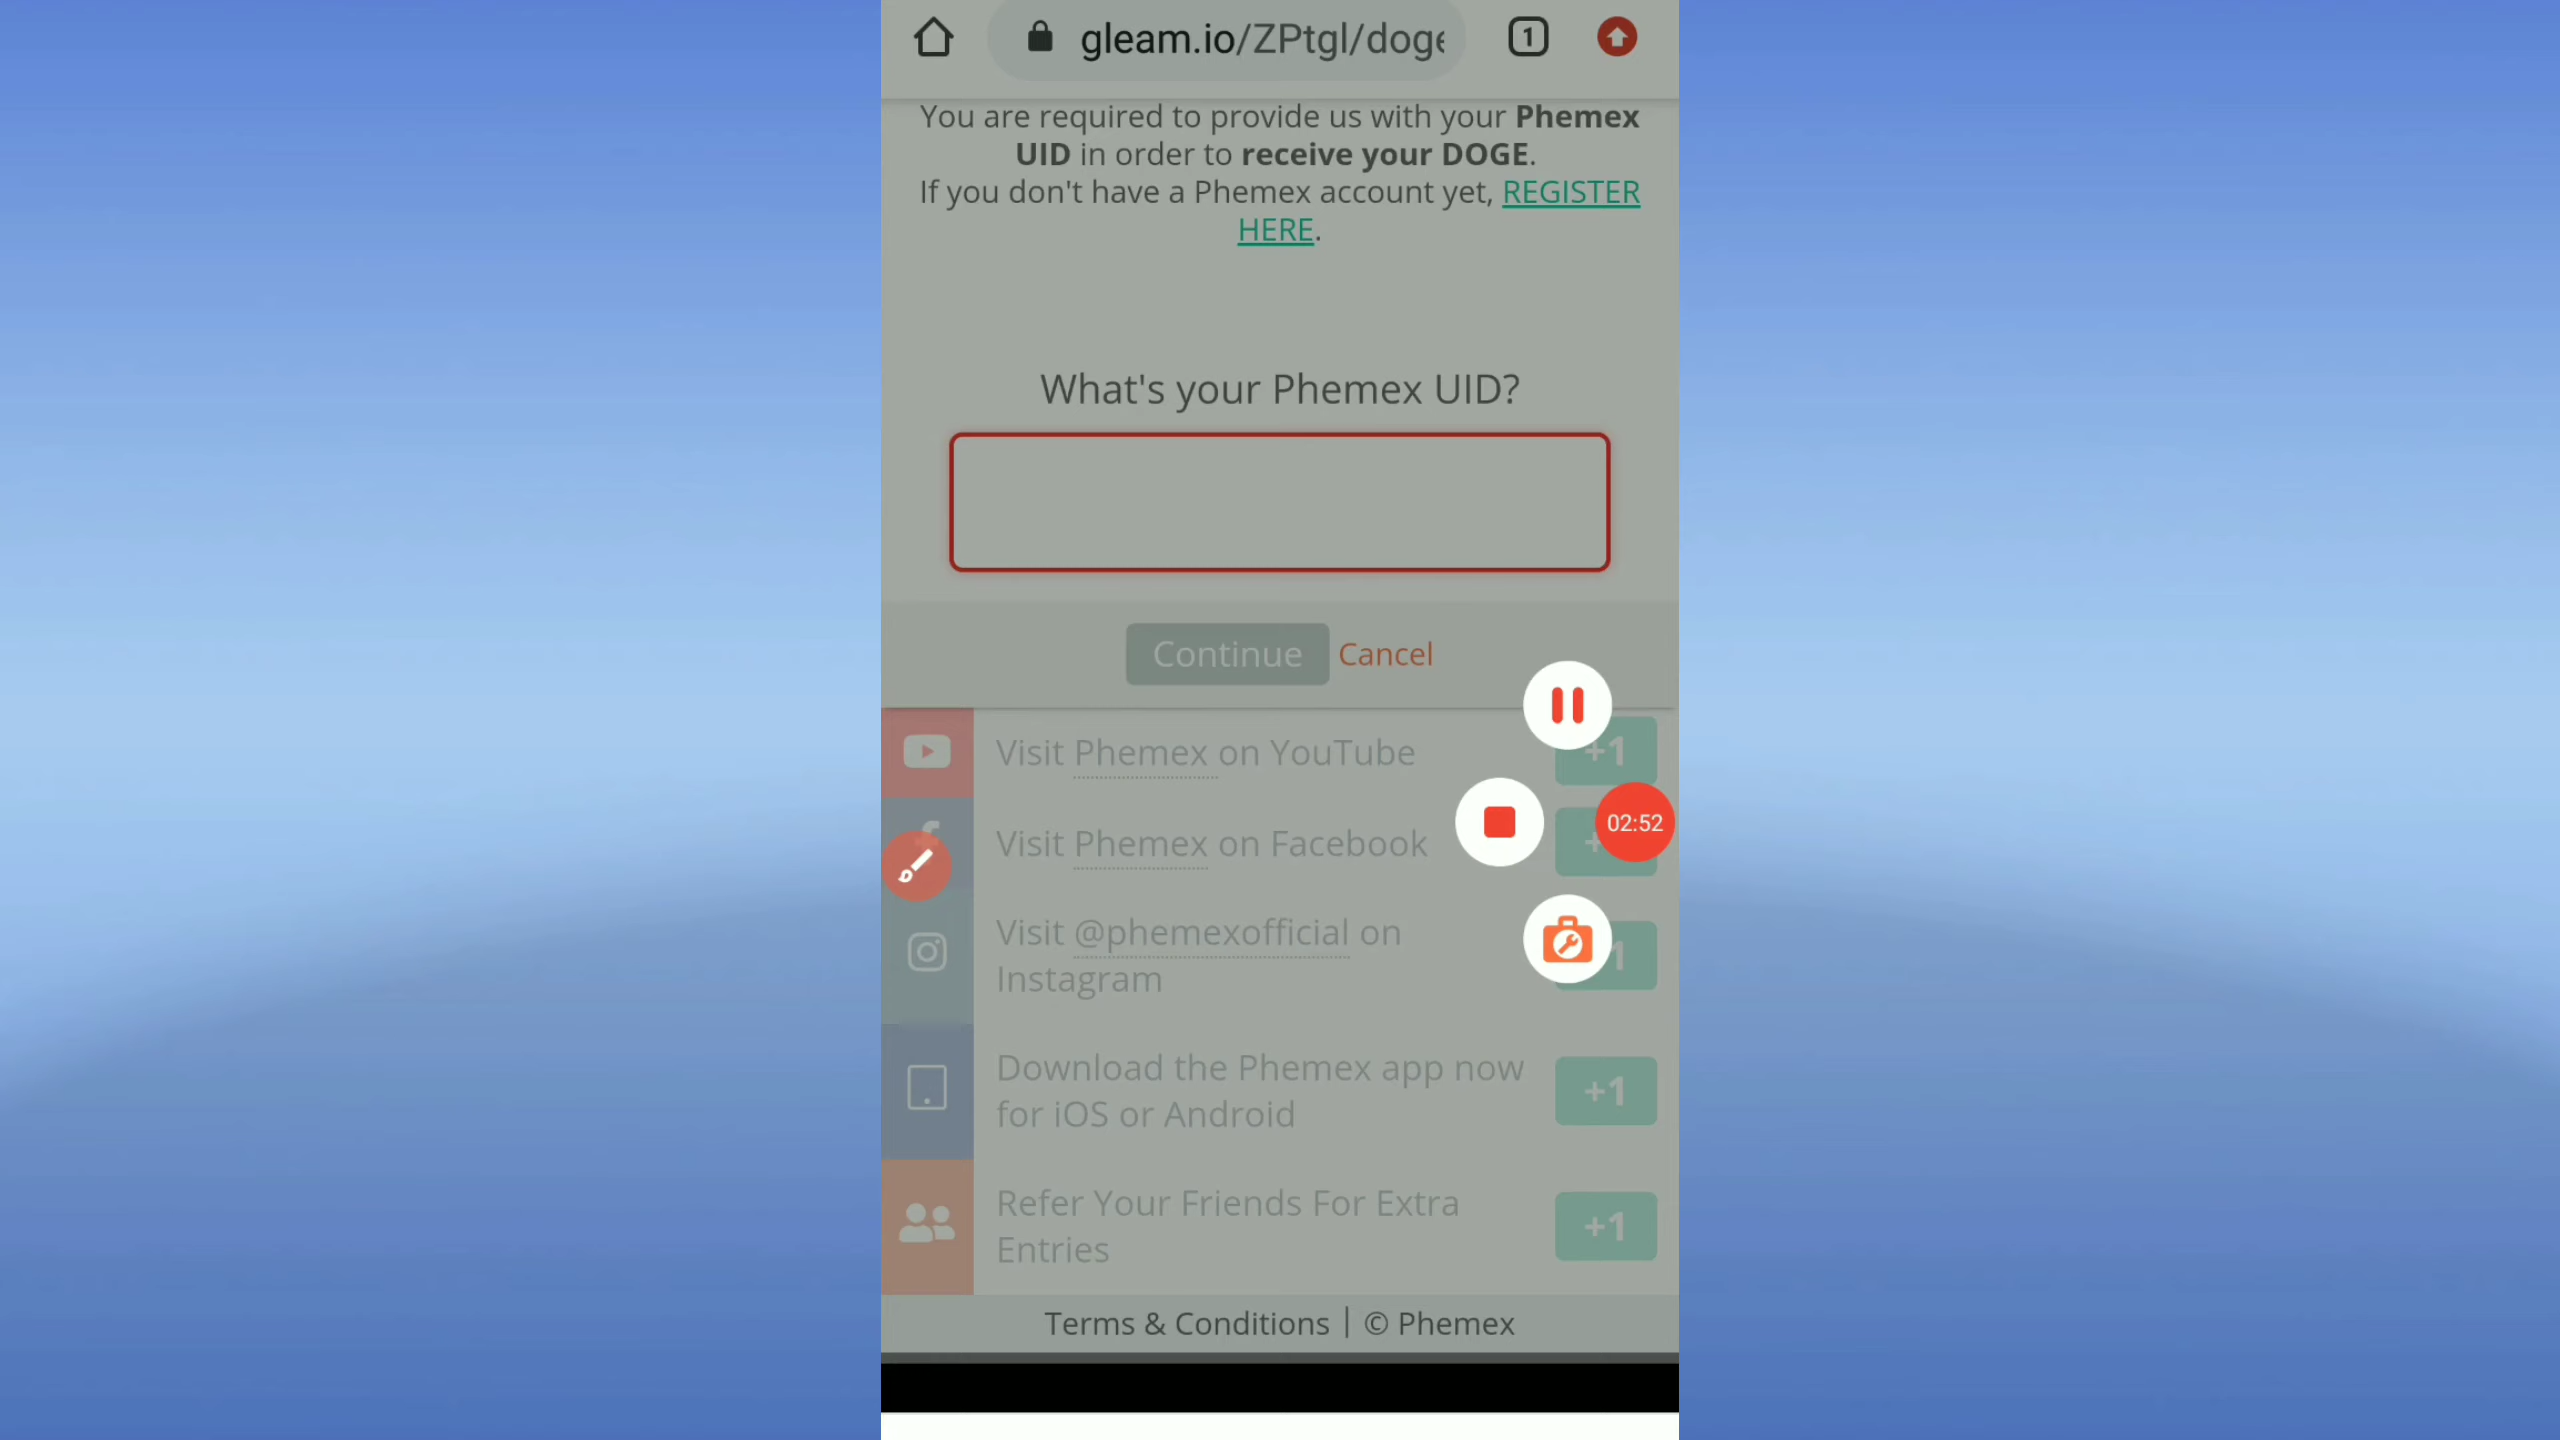 gleam.io/ZPtgl/doge
1
You are required to provide us with your Phemex
UID in order to receive your DOGE.
If you don't have a Phemex account yet, REGISTER
HERE.
What's your Phemex UID?
Continue Cancel
Visit Phemex on YouTube
+1
Visit Phemex on Facebook
02:52
Visit @phemexofficial on
Instagram
Download the Phemex app now
for iOS or Android
+1
Refer Your Friends For Extra
Entries
+1
Terms & Conditions | © Phemex